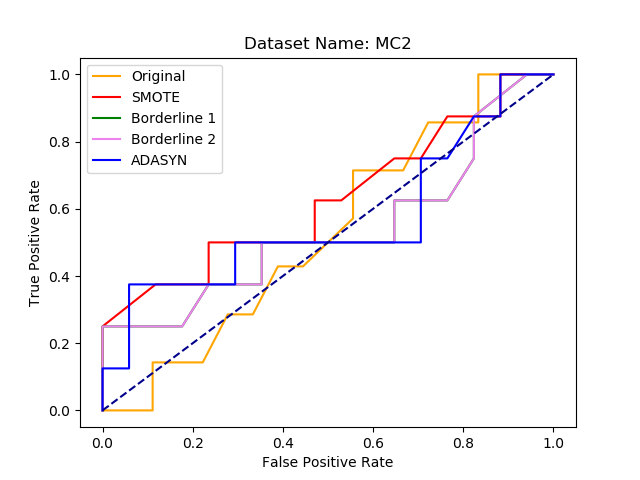 Dataset Name: MC2
Original
SMOTE
Borderline 1
Borderline 2
ADASYN
True Positive Rate
1.0
0.8
0.6
0.4
0.2
0.0
0.0 0.2 0.4 0.6 0.8 1.0
False Positive Rate